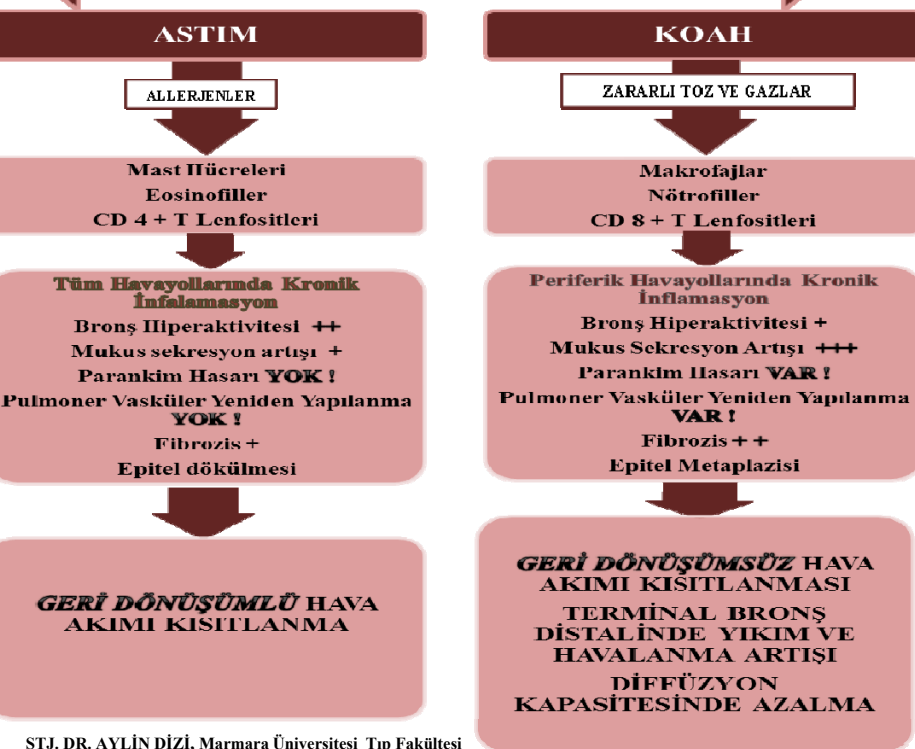 ASTIM
ALLERJENLER
Mast Hücreleri
Eosinofiller
CD 4 + T Lenfositleri
Tüm Havayollarında Kronik
İnfalamasyon
Bronş Hiperaktivitesi ++
Mukus sekresyon artışı +
Parankim Hasarı YOK !
Pulmoner Vasküler Yeniden Yapılanma
YOK !
Fibrozis +
Epitel dökülmesi
GERİ DÖNÜŞÜMLÜ HAVA
AKIMI KISITLANMA
STJ. DR. AYLİN DİZİ, Marmara Üniversitesi Tıp Fakültesi
KOAH
ZARARLI TOZ VE GAZLAR
Makrofajlar
Nötrofiller
CD 8 + T Lenfositleri
Periferik Havayollarında Kronik
İnflamasyon
Bronş Hiperaktivitesi +
Mukus Sekresyon Artışı +++
Parankim Hasarı VAR !
Pulmoner Vasküler Yeniden Yapılanma
VAR !
Fibrozis + +
Epitel Metaplazisi
GERİ DÖNÜŞÜMSÜZ HAVA
AKIMI KISITLANMASI
TERMİNAL BRONŞ
DİSTALİNDE YIKIM VE
HAVALANMA ARTIŞI
DİFFÜZYON
KAPASİTESİNDE AZALMA